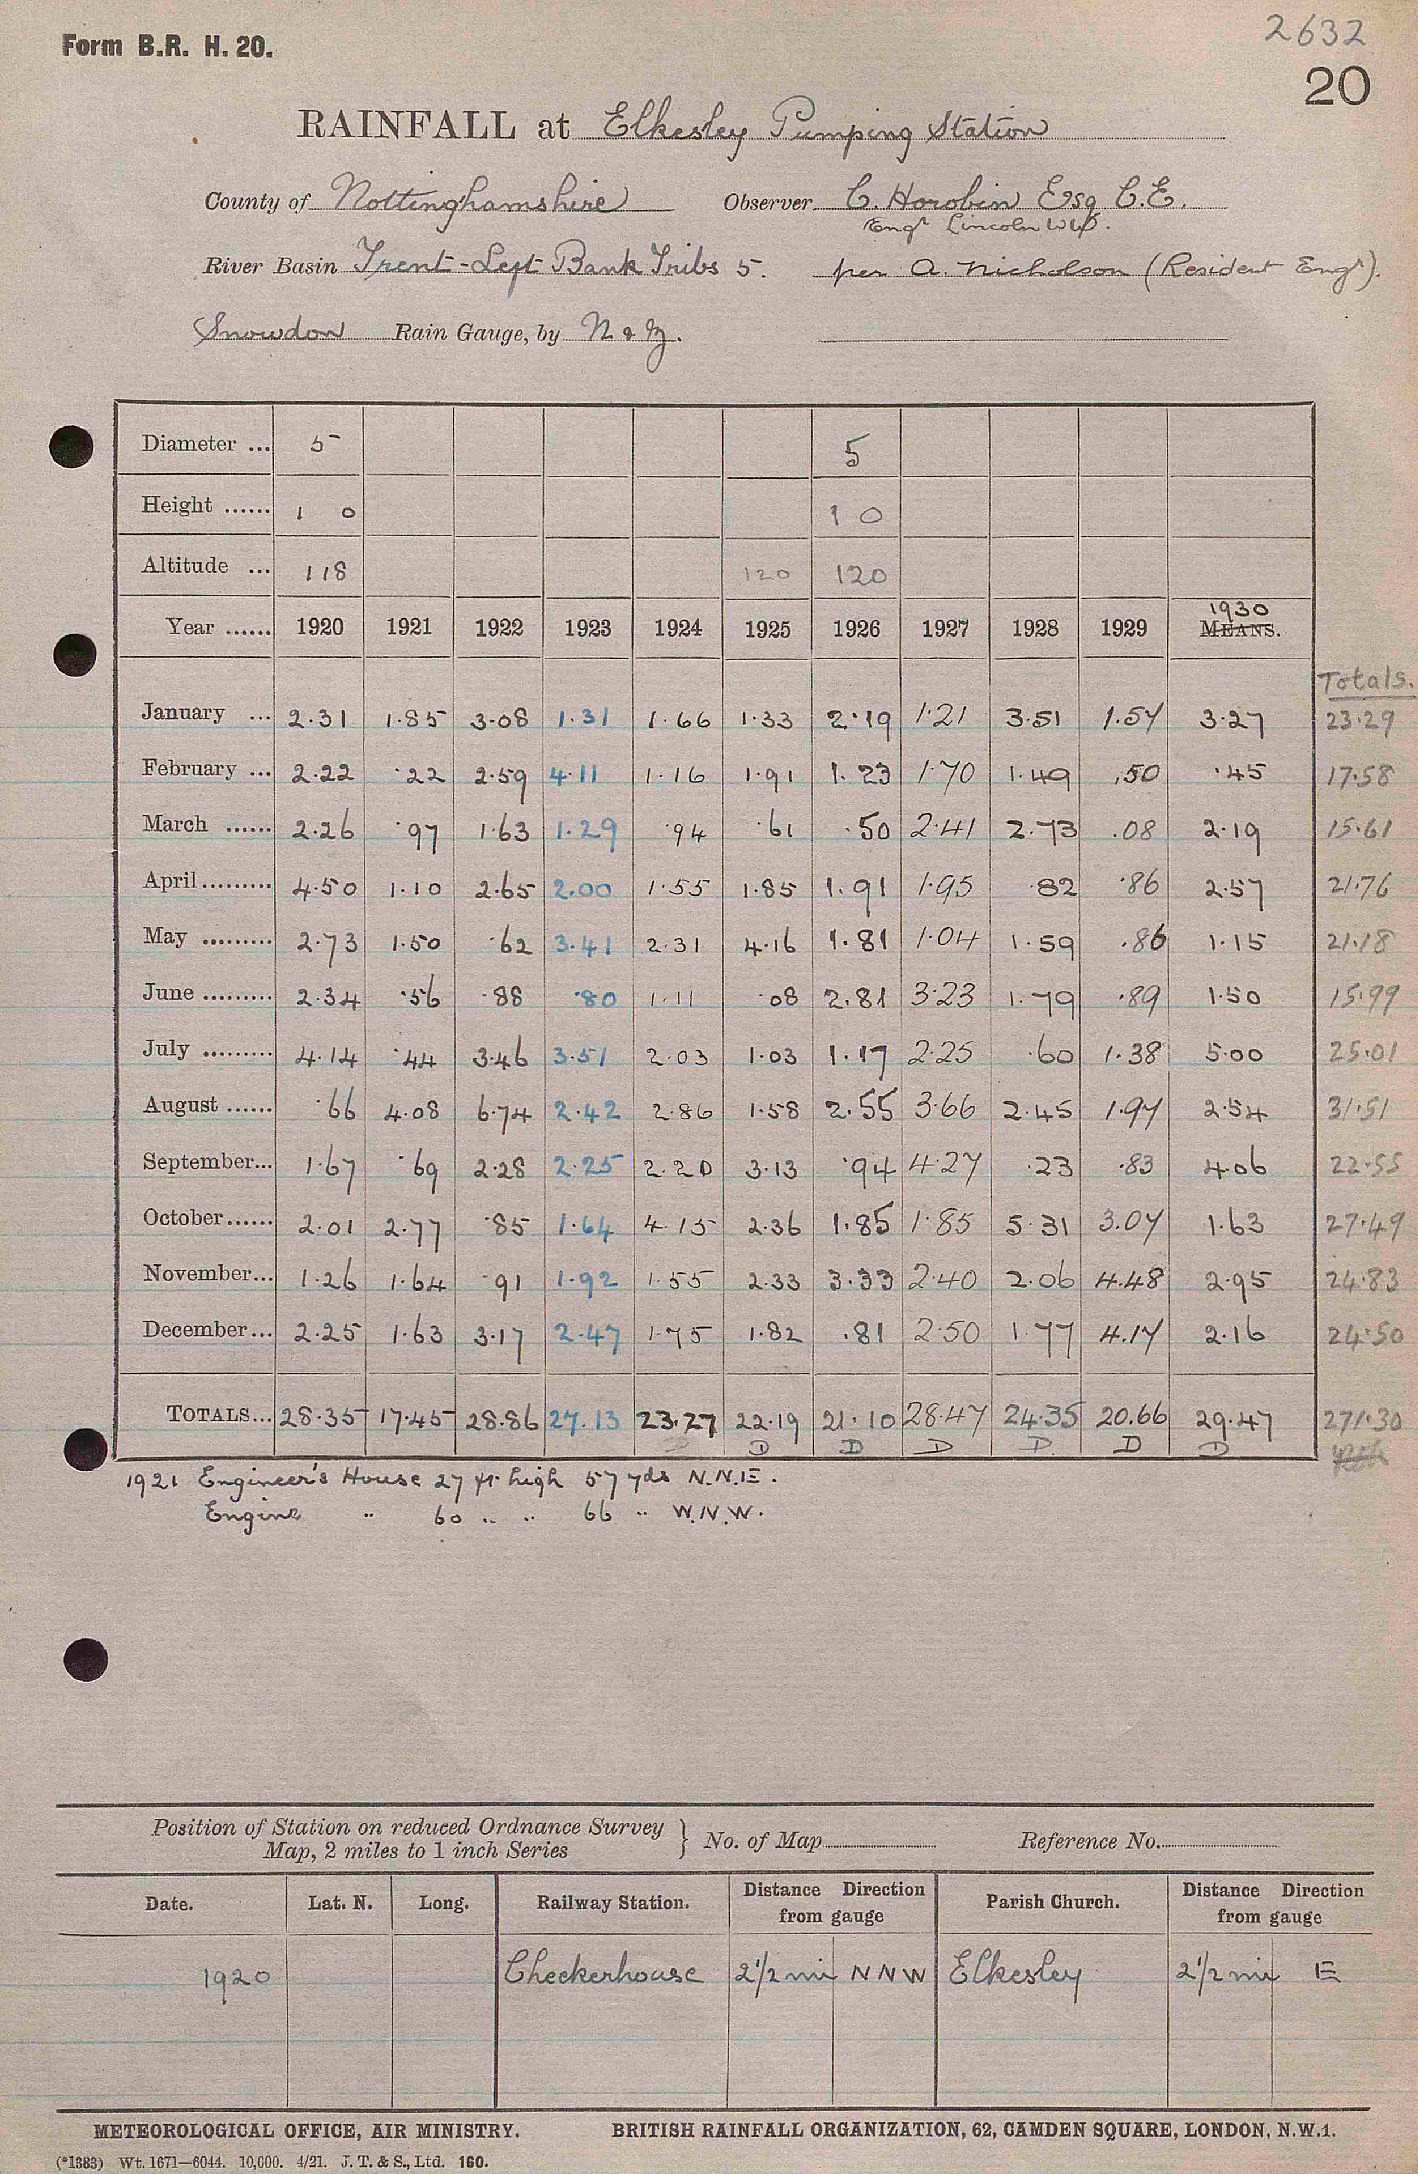 2632
Form B.R. H. 20.
20
RAINFALL at Elkesley Pumping Station
County of Nottinghamshire Observer C. Horobin Esq C.E.
Engr Lincoln WW.
River Basin Trent-Left Bank Tribs 5. per A. Nicholson (Resident Engr).
Snowdon Rain Gauge, by N & Z.
Diameter ... 5 5
Height ...... 1 0 1 0
Altitude ... 118 120 120
Year ...... 1920 1921 1922 1923 1924 1925 1926 1927 1928 1929 1930 MEANS.
Totals.
January ... 2.31 1.85 3.08 1.31 1.66 1.33 2.19 1.21 3.51 1.57 3.27 23.29
February ... 2.22 .22 2.59 4.11 1.16 1.91 1.23 1.70 1.49 .50 .45 17.58
March ...... 2.26 .97 1.63 1.29 .94 .61 .50 2.41 2.73 .08 2.19 15.61
April ......... 4.50 1.10 2.65 2.00 1.55 1.85 1.91 1.95 .82 .86 2.57 21.76
May ......... 2.73 1.50 .62 3.41 2.31 4.16 1.81 1.04 1.59 .86 1.15 21.18
June ......... 2.34 .56 .88 .80 1.11 .08 2.81 3.23 1.79 .89 1.50 15.99
July ......... 4.14 .44 3.46 3.51 2.03 1.03 1.17 2.25 .60 1.38 5.00 25.01
August ...... .66 4.08 6.74 2.42 2.86 1.58 2.55 3.66 2.45 1.97 2.54 31.51
September... 1.67 .69 2.28 2.25 2.20 3.13 .94 4.27 .23 .83 4.06 22.55
October...... 2.01 2.77 .85 1.64 4.15 2.36 1.85 1.85 5.31 3.07 1.63 27.49
November... 1.26 1.64 .91 1.92 1.55 2.33 3.33 2.40 2.06 4.48 2.95 24.83
December... 2.25 1.63 3.17 2.47 1.75 1.82 .81 2.50 1.77 4.17 2.16 24.50
TOTALS... 28.35 17.45 28.86 27.13 23.27 22.19 21.10 28.47 24.35 20.66 29.47 271.30
D D D D D D D
1921 Engineer's House 27 ft high 57 yds N.N.E.
Engine " 60 " " 66 " W.N.W.
Position of Station on reduced Ordnance Survey
Map, 2 miles to 1 inch Series } No. of Map Reference No.
Date. Lat. N. Long. Railway Station. Distance Direction from gauge Parish Church. Distance Direction from gauge
1920 Checkerhouse 2 1/2 mi NNW Elkesley 2 1/2 mi E
METEOROLOGICAL OFFICE, AIR MINISTRY. BRITISH RAINFALL ORGANIZATION, 62, CAMDEN SQUARE, LONDON, N.W.1.
(*1383) Wt. 1671—6044. 10,000. 4/21. J. T. & S., Ltd. 160.